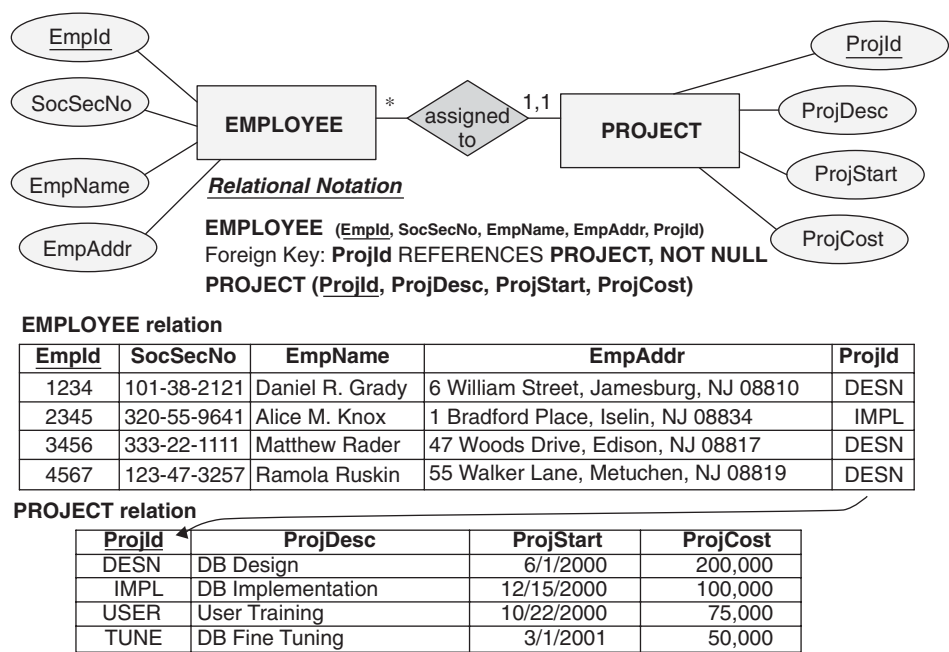 EmpId
SocSecNo
EmpName
EmpAddr
EMPLOYEE
*
assigned
to
1,1
PROJECT
ProjId
ProjDesc
ProjStart
ProjCost
Relational Notation
EMPLOYEE (EmpId, SocSecNo, EmpName, EmpAddr, ProjId)
Foreign Key: ProjId REFERENCES PROJECT, NOT NULL
PROJECT (ProjId, ProjDesc, ProjStart, ProjCost)
EMPLOYEE relation
EmpId SocSecNo EmpName EmpAddr ProjId
1234 101-38-2121 Daniel R. Grady 6 William Street, Jamesburg, NJ 08810 DESN
2345 320-55-9641 Alice M. Knox 1 Bradford Place, Iselin, NJ 08834 IMPL
3456 333-22-1111 Matthew Rader 47 Woods Drive, Edison, NJ 08817 DESN
4567 123-47-3257 Ramola Ruskin 55 Walker Lane, Metuchen, NJ 08819 DESN
PROJECT relation
ProjId ProjDesc ProjStart ProjCost
DESN DB Design 6/1/2000 200,000
IMPL DB Implementation 12/15/2000 100,000
USER User Training 10/22/2000 75,000
TUNE DB Fine Tuning 3/1/2001 50,000